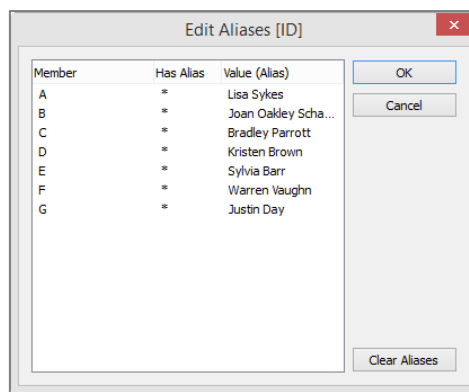 Edit Aliases [ID]
Member Has Alias Value (Alias)
A * Lisa Sykes
B * Joan Oakley Scha...
C * Bradley Parrott
D * Kristen Brown
E * Sylvia Barr
F * Warren Vaughn
G * Justin Day
OK
Cancel
Clear Aliases